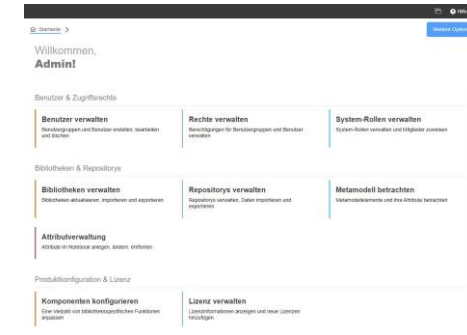 Hilfe
Startseite
Weitere Option
Willkommen,
Admin!
Benutzer & Zugriffsrechte
Benutzer verwalten
Benutzergruppen und Benutzer erstellen, bearbeiten
und löschen
Rechte verwalten
Berechtigungen für Benutzergruppen und Benutzer
verwalten
System-Rollen verwalten
System-Rollen verwalten und Mitglieder zuweisen
Bibliotheken & Repositorys
Bibliotheken verwalten
Bibliotheken aktualisieren, importieren und exportieren
Repositorys verwalten
Repositorys verwalten, Daten importieren und
exportieren
Metamodell betrachten
Metamodellelemente und ihre Attribute betrachten
Attributverwaltung
Attribute im Notebook anlegen, ändern, entfernen
Produktkonfiguration & Lizenz
Komponenten konfigurieren
Eine Vielzahl von bibliotheksspezifischen Funktionen
anpassen
Lizenz verwalten
Lizenzinformationen anzeigen und neue Lizenzen
hinzufügen